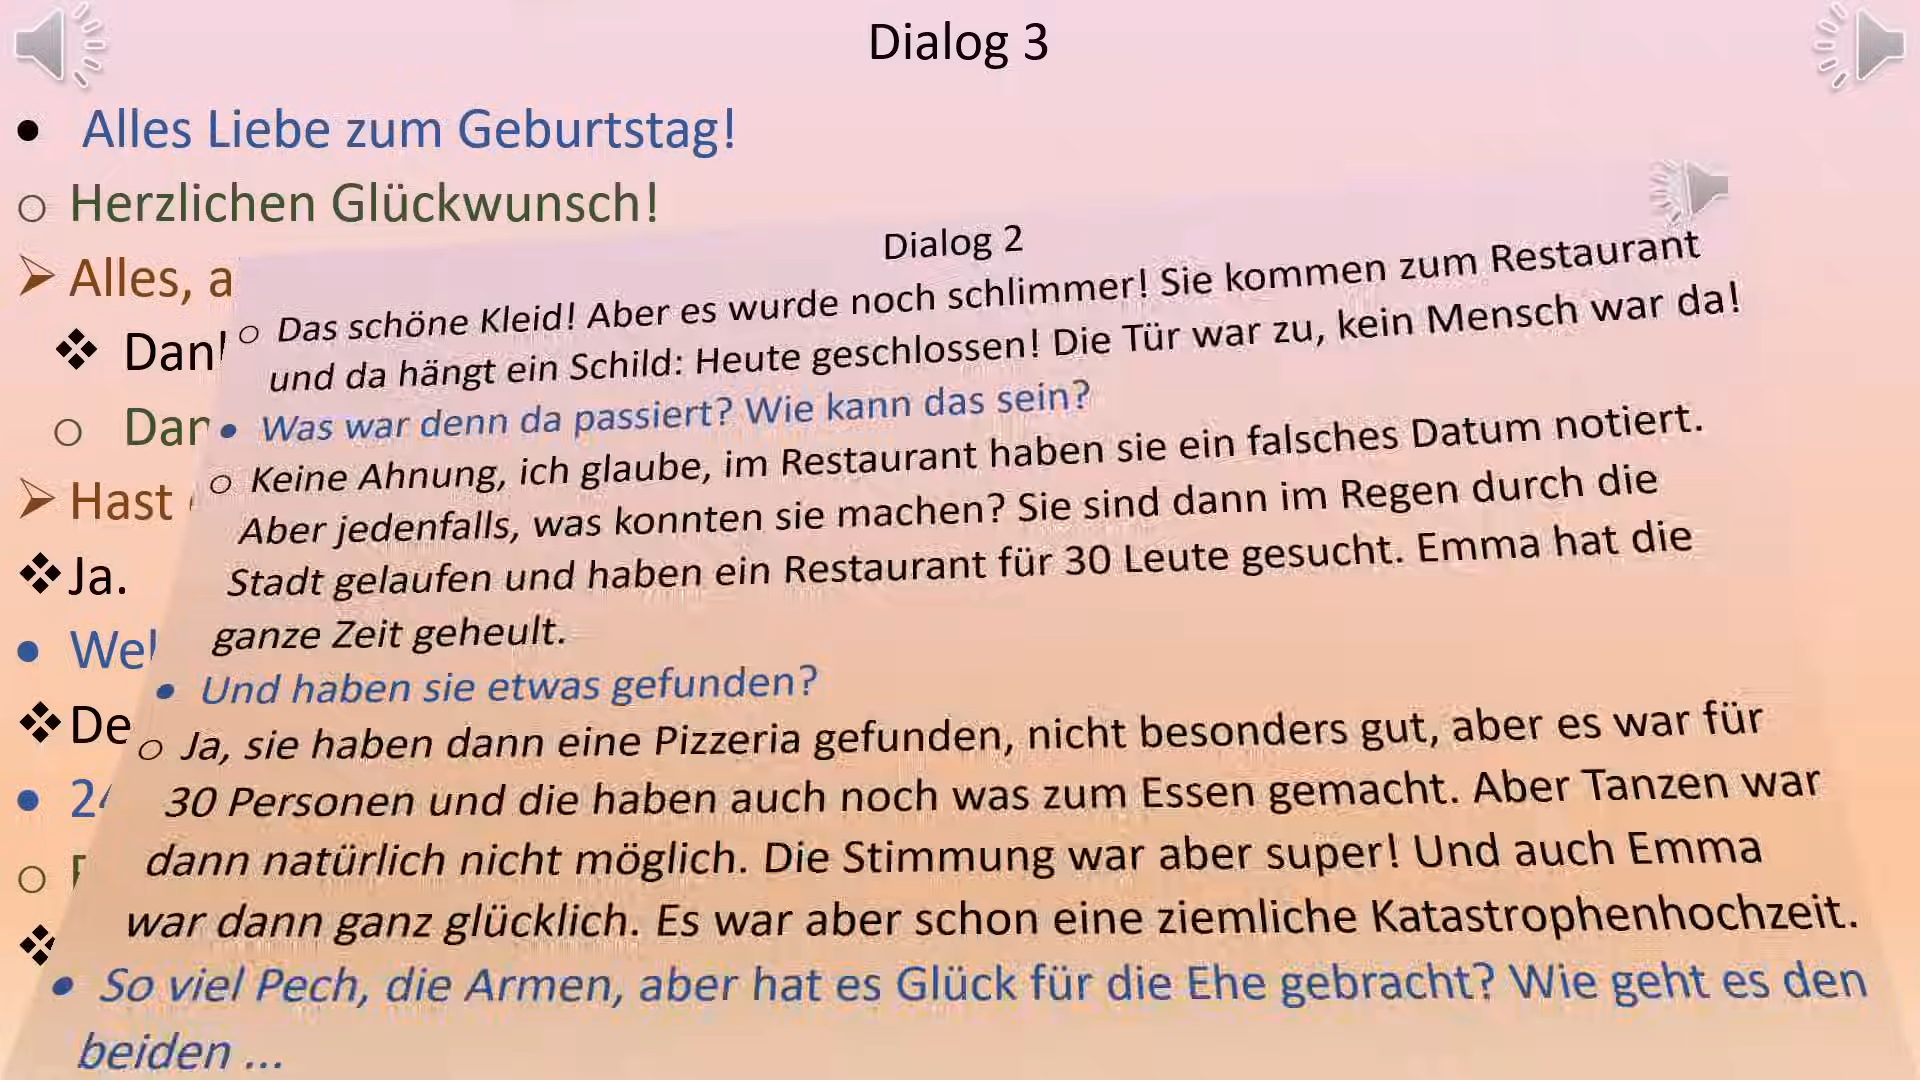 Dialog 3
Alles Liebe zum Geburtstag!
Herzlichen Glückwunsch!
Alles,
Hast
Ja.
Dialog 2
Das schöne Kleid! Aber es wurde noch schlimmer! Sie kommen zum Restaurant
und da hängt ein Schild: Heute geschlossen! Die Tür war zu, kein Mensch war da!
Was war denn da passiert? Wie kann das sein?
Keine Ahnung, ich glaube, im Restaurant haben sie ein falsches Datum notiert.
Aber jedenfalls, was konnten sie machen? Sie sind dann im Regen durch die
Stadt gelaufen und haben ein Restaurant für 30 Leute gesucht. Emma hat die
ganze Zeit geheult.
Und haben sie etwas gefunden?
Ja, sie haben dann eine Pizzeria gefunden, nicht besonders gut, aber es war für
30 Personen und die haben auch noch was zum Essen gemacht. Aber Tanzen war
dann natürlich nicht möglich. Die Stimmung war aber super! Und auch Emma
war dann ganz glücklich. Es war aber schon eine ziemliche Katastrophenhochzeit.
So viel Pech, die Armen, aber hat es Glück für die Ehe gebracht? Wie geht es den
beiden ...